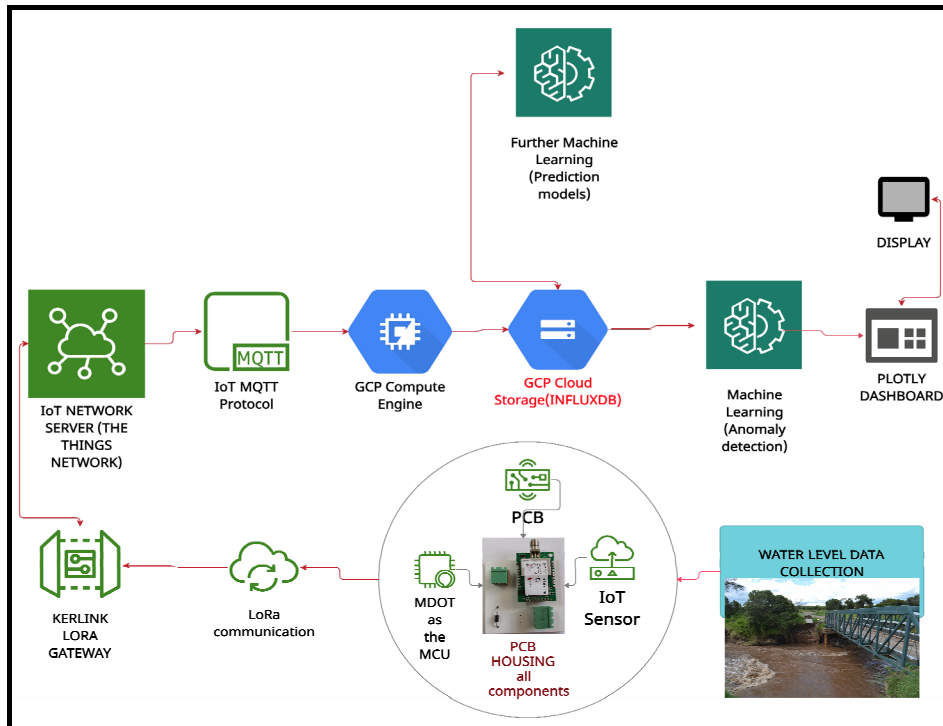 Further Machine
Learning
(Prediction
models)
DISPLAY
MQTT
IoT NETWORK
SERVER (THE
THINGS
NETWORK)
IoT MQTT
Protocol
GCP Compute
Engine
GCP Cloud
Storage(INFLUXDB)
Machine
Learning
(Anomaly
detection)
PLOTLY
DASHBOARD
KERLINK
LORA
GATEWAY
LoRa
communication
PCB
MDOT
as
the
MCU
IoT
Sensor
PCB
HOUSING
all
components
WATER LEVEL DATA
COLLECTION